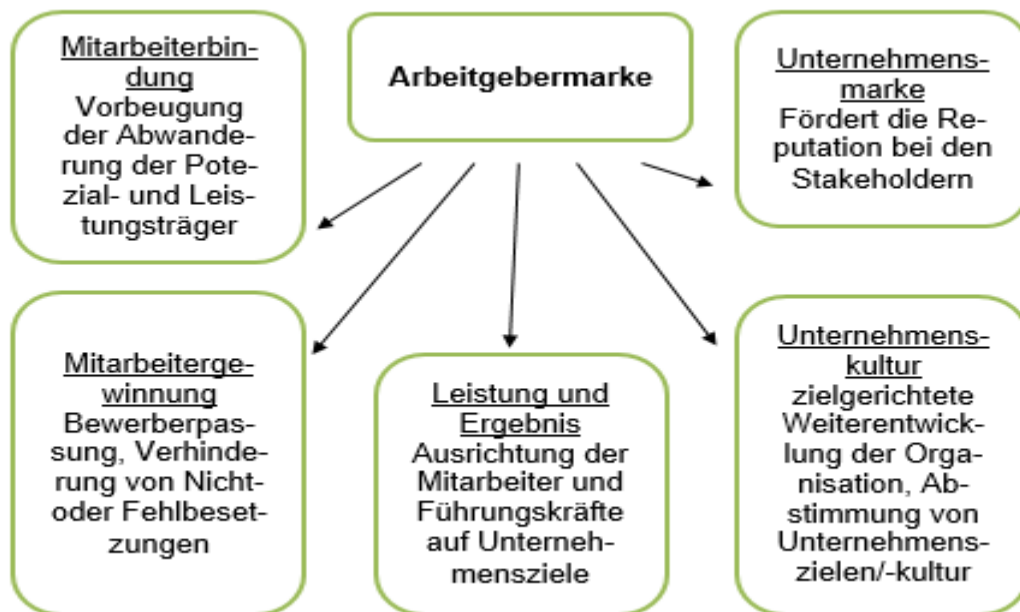 Mitarbeiterbin-
dung
Vorbeugung
der Abwande-
rung der Pote-
zial- und Leis-
tungsträger
Arbeitgebermarke
Unternehmens-
marke
Fördert die Re-
putation bei den
Stakeholdern
Mitarbeiterge-
winnung
Bewerberpas-
sung, Verhinde-
rung von Nicht-
oder Fehlbeset-
zungen
Leistung und
Ergebnis
Ausrichtung der
Mitarbeiter und
Führungskräfte
auf Unterneh-
mensziele
Unternehmens-
kultur
zielgerichtete
Weiterentwick-
lung der Orga-
nisation, Ab-
stimmung von
Unternehmens-
zielen/-kultur